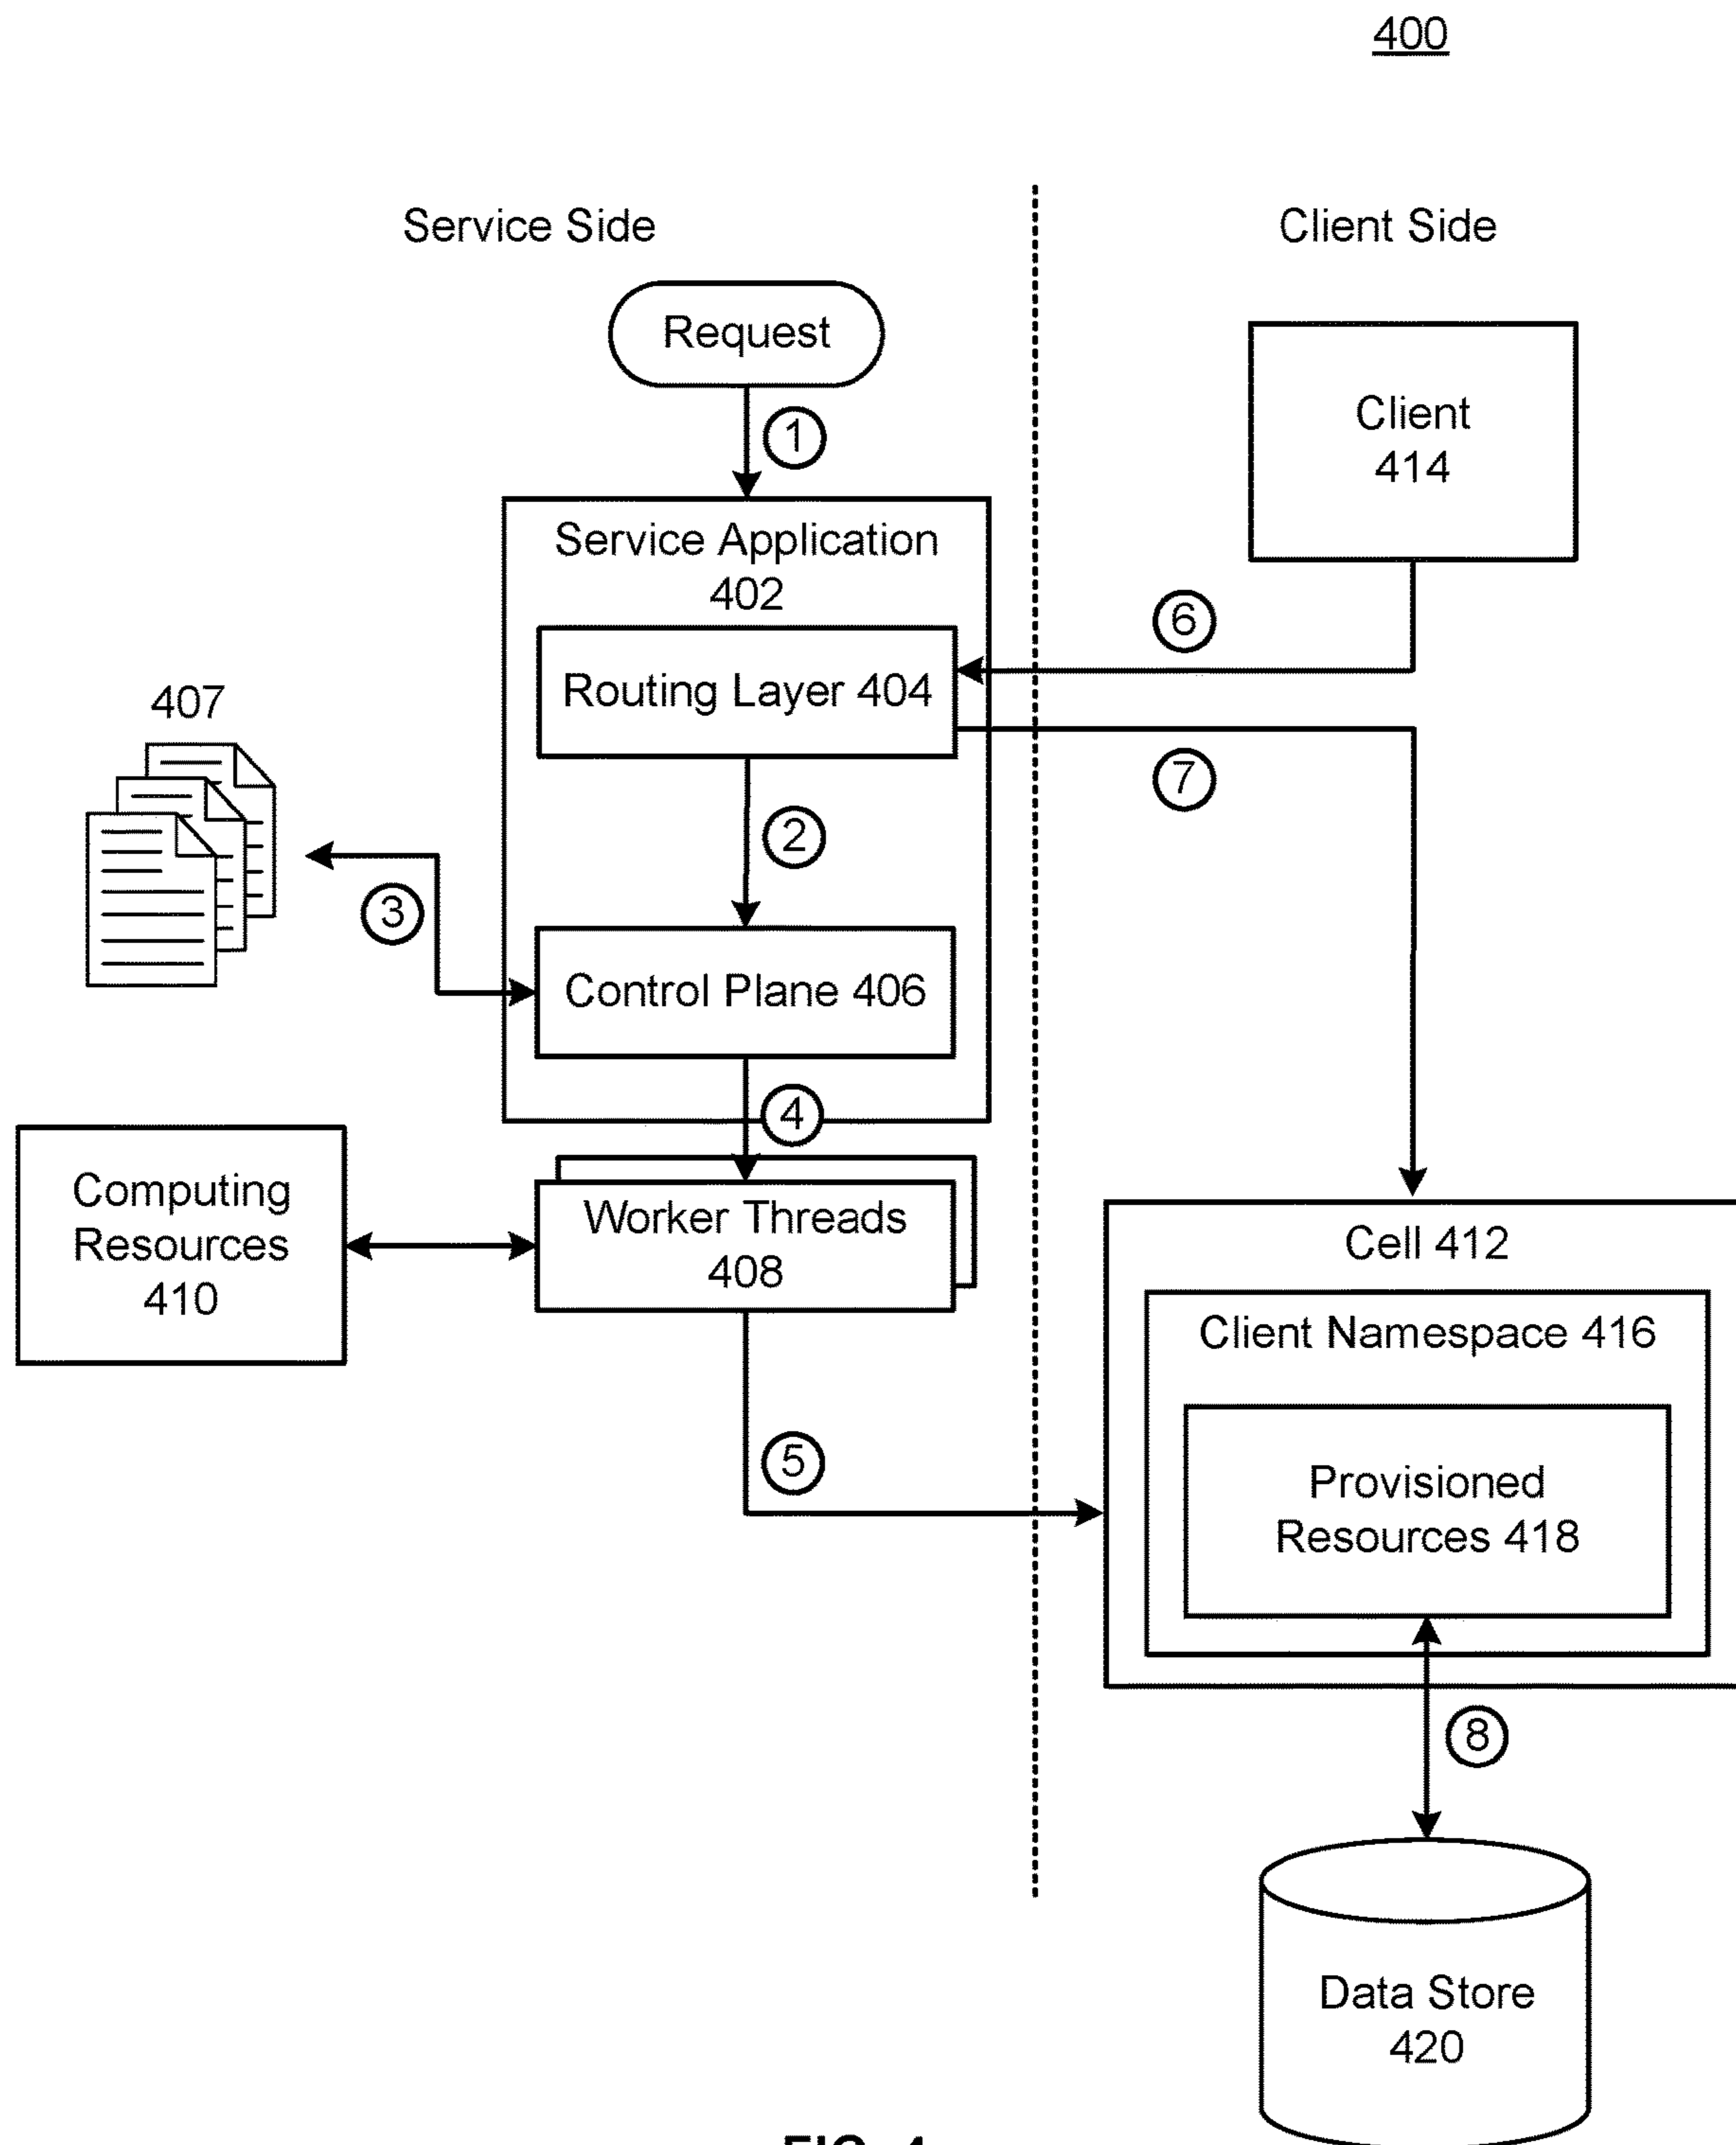 400
Service Side
Client Side
Request
1
Client
414
Service Application
402
6
Routing Layer 404
407
7
2
3
Control Plane 406
4
Computing
Resources
410
Worker Threads
408
Cell 412
Client Namespace 416
5
Provisioned
Resources 418
8
Data Store
420